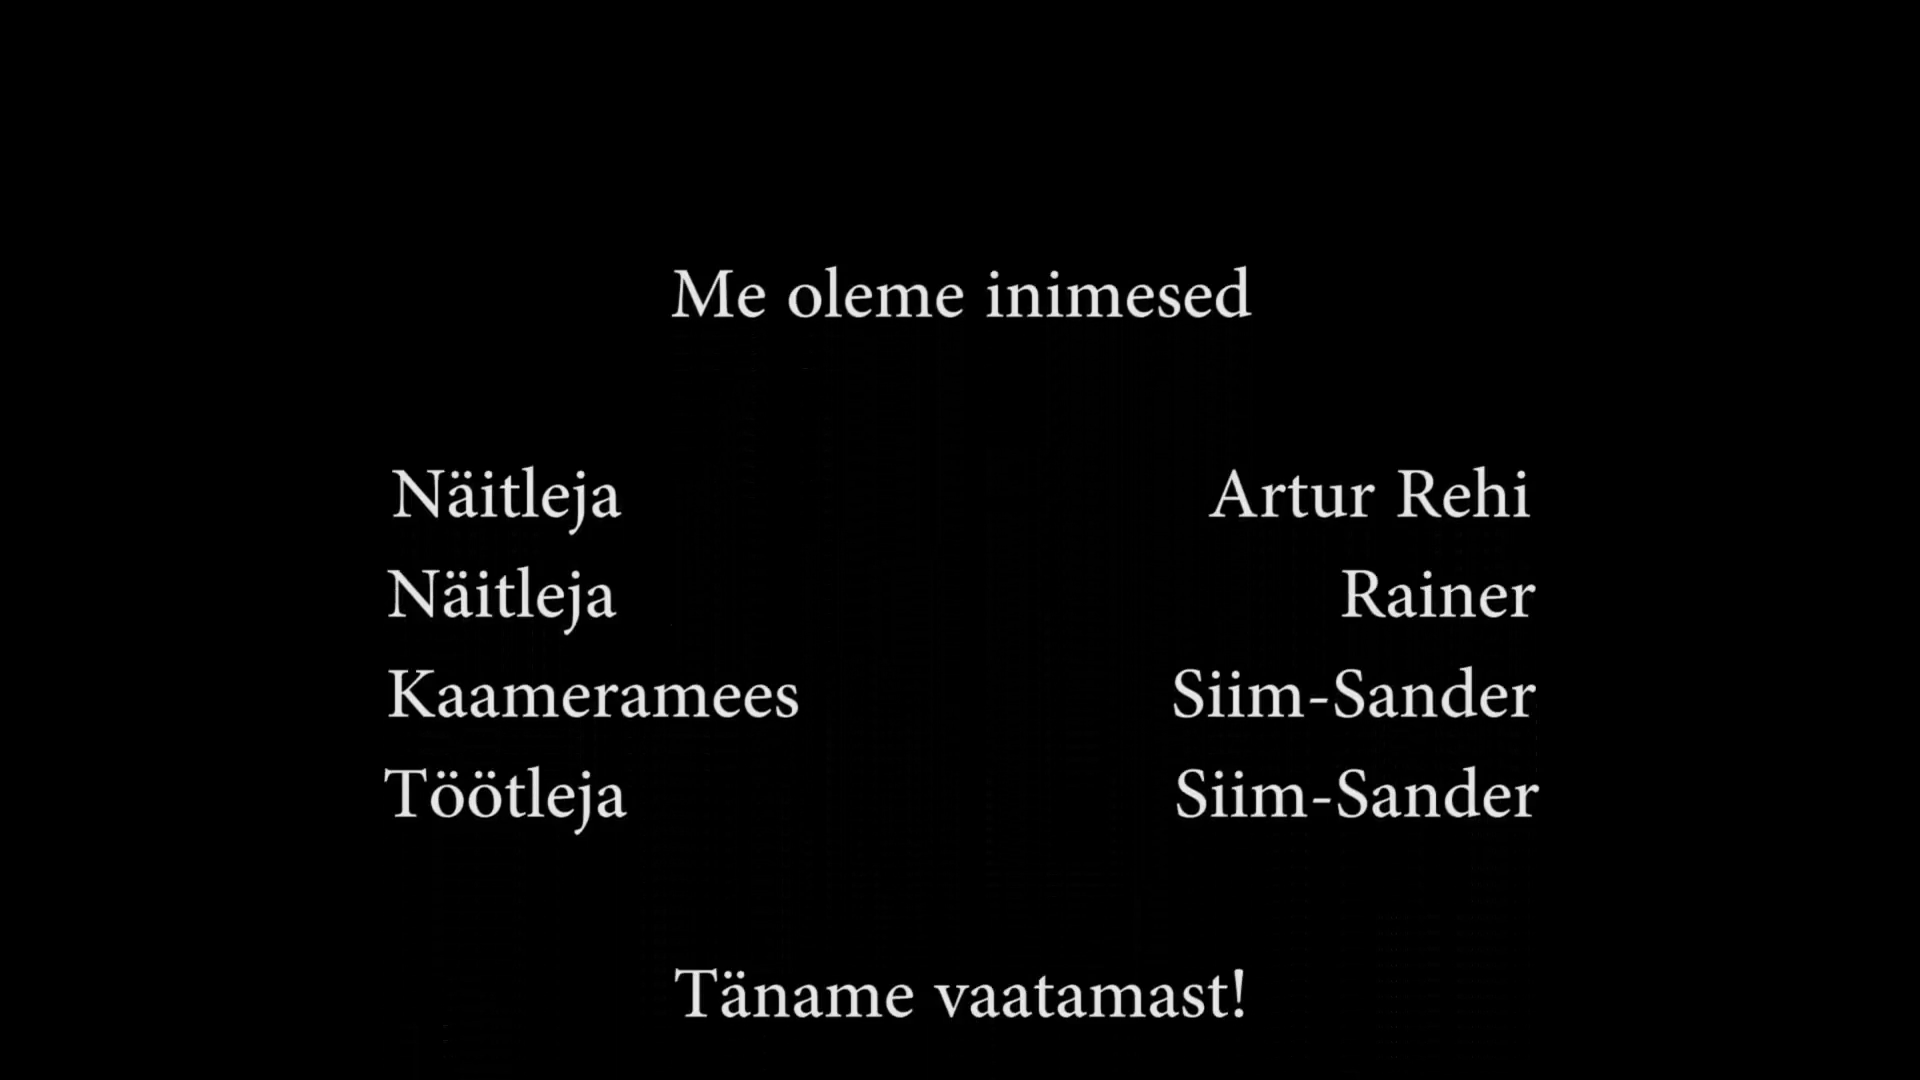 Me oleme inimesed
Näitleja Artur Rehi
Näitleja Rainer
Kaameramees Siim-Sander
Töötleja Siim-Sander
Täname vaatamast!